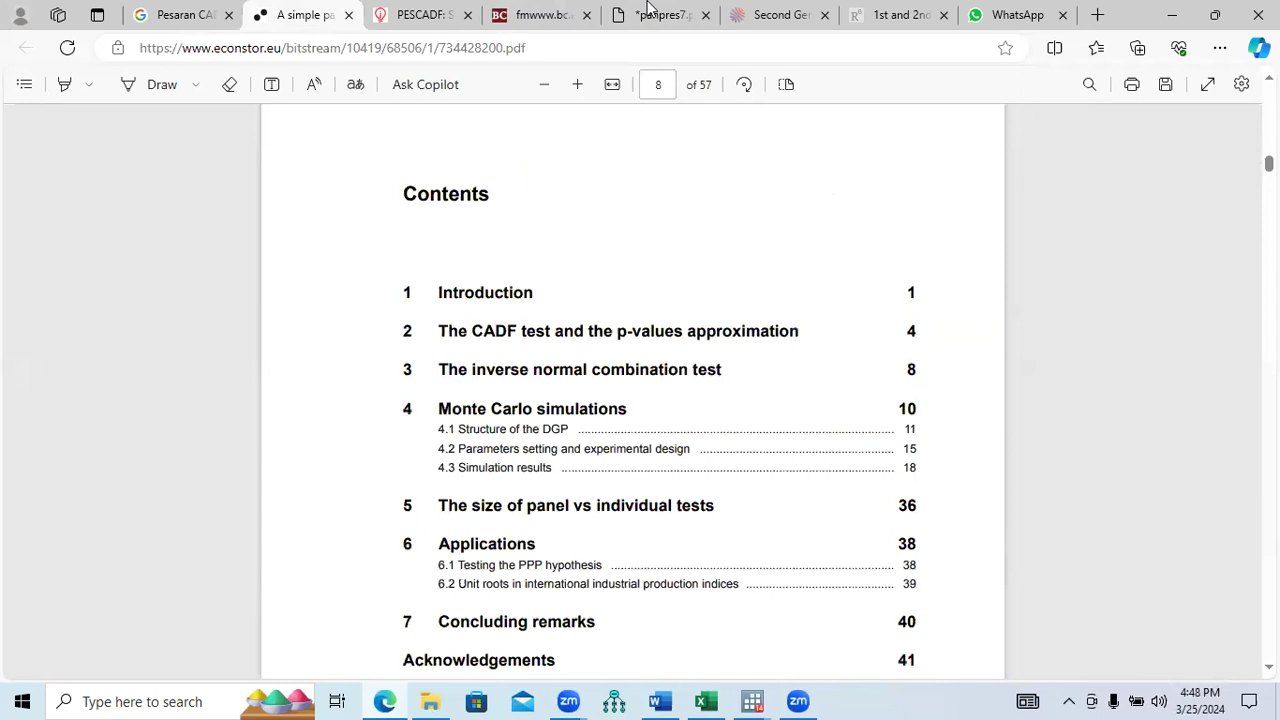 Pesaran CA
A simple pa
PESCADF: S
fmwww.bc.
Second Ger
1st and 2nd
WhatsApp
https://www.econstor.eu/bitstream/10419/68506/1/734428200.pdf
Draw
aあ
Ask Copilot
8 of 57
Contents
1 Introduction 1
2 The CADF test and the p-values approximation 4
3 The inverse normal combination test 8
4 Monte Carlo simulations 10
4.1 Structure of the DGP 11
4.2 Parameters setting and experimental design 15
4.3 Simulation results 18
5 The size of panel vs individual tests 36
6 Applications 38
6.1 Testing the PPP hypothesis 38
6.2 Unit roots in international industrial production indices 39
7 Concluding remarks 40
Acknowledgements 41
Type here to search
4:48 PM
3/25/2024